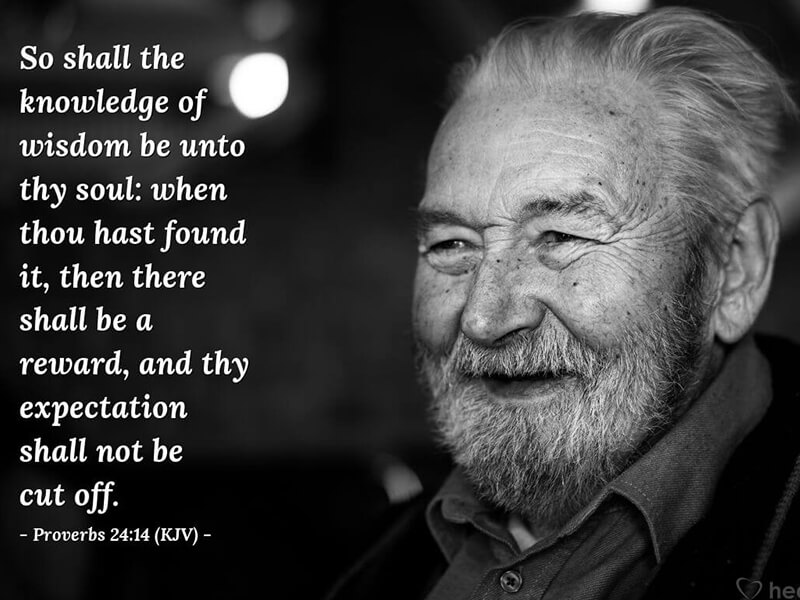 So shall the
knowledge of
wisdom be unto
thy soul: when
thou hast found
it, then there
shall be a
reward, and thy
expectation
shall not be
cut off.
- Proverbs 24:14 (KJV) -